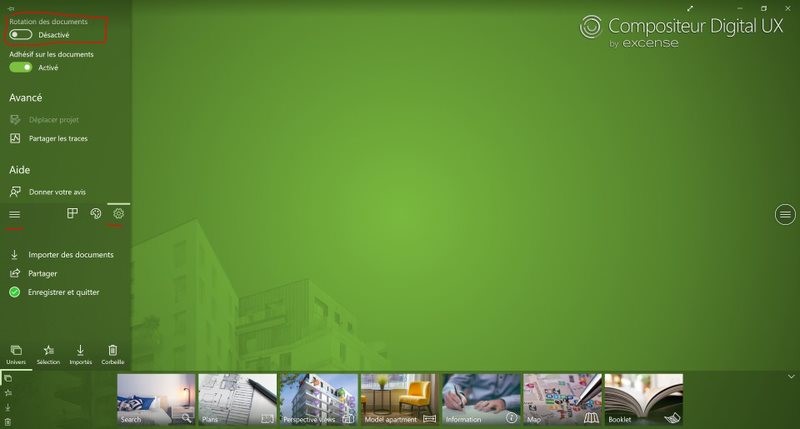 Rotation des documents
Désactivé
Adhésif sur les documents
Activé
Avancé
Déplacer projet
Partager les traces
Aide
Donner votre avis
Importer des documents
Partager
Enregistrer et quitter
Univers
Sélection
Importés
Corbeille
Compositeur Digital UX
by excense
Search
Plans
Perspective views
Model apartment
Information
Map
Booklet